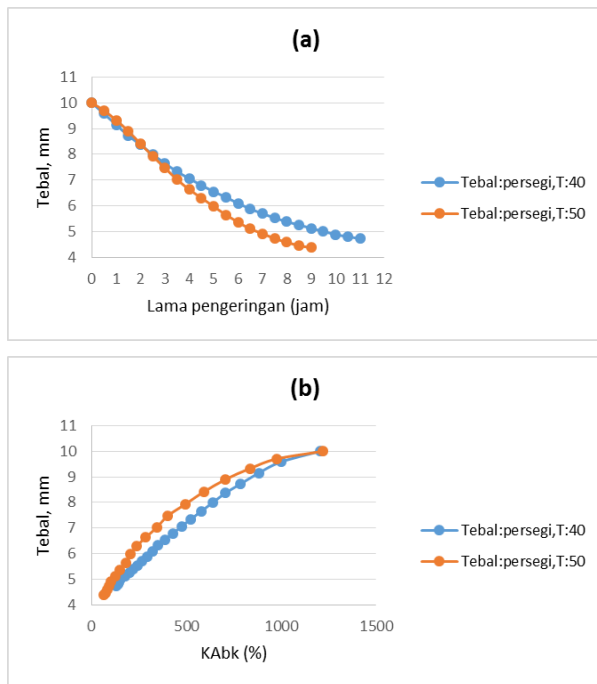 (a)
11
10
9
8
7
6
5
4
Tebal, mm
0 1 2 3 4 5 6 7 8 9 10 11 12
Lama pengeringan (jam)
Tebal:persegi,T:40
Tebal:persegi,T:50
(b)
11
10
9
8
7
6
5
4
Tebal, mm
0 500 1000 1500
KAbk (%)
Tebal:persegi,T:40
Tebal:persegi,T:50